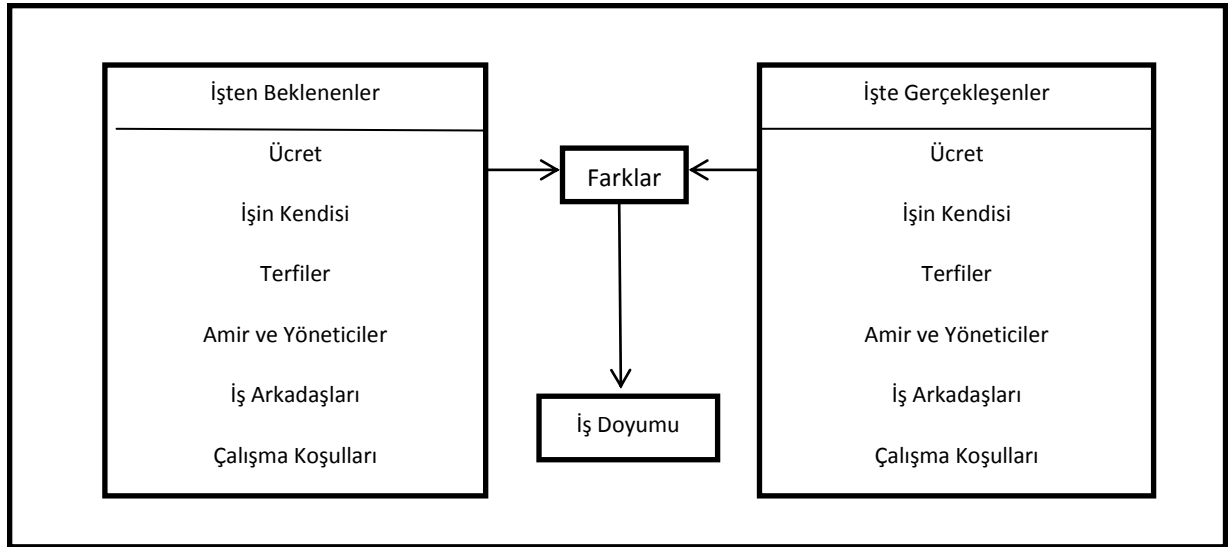 İşten Beklenenler
Ücret
İşin Kendisi
Terfiler
Amir ve Yöneticiler
İş Arkadaşları
Çalışma Koşulları
Farklar
İş Doyumu
İşte Gerçekleşenler
Ücret
İşin Kendisi
Terfiler
Amir ve Yöneticiler
İş Arkadaşları
Çalışma Koşulları